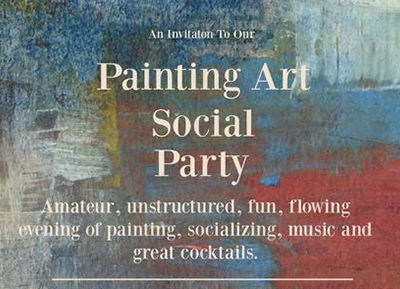 An Invitaton To Our
Painting Art
Social
Party
Amateur, unstructured, fun, flowing
evening of painting, socializing, music and
great cocktails.